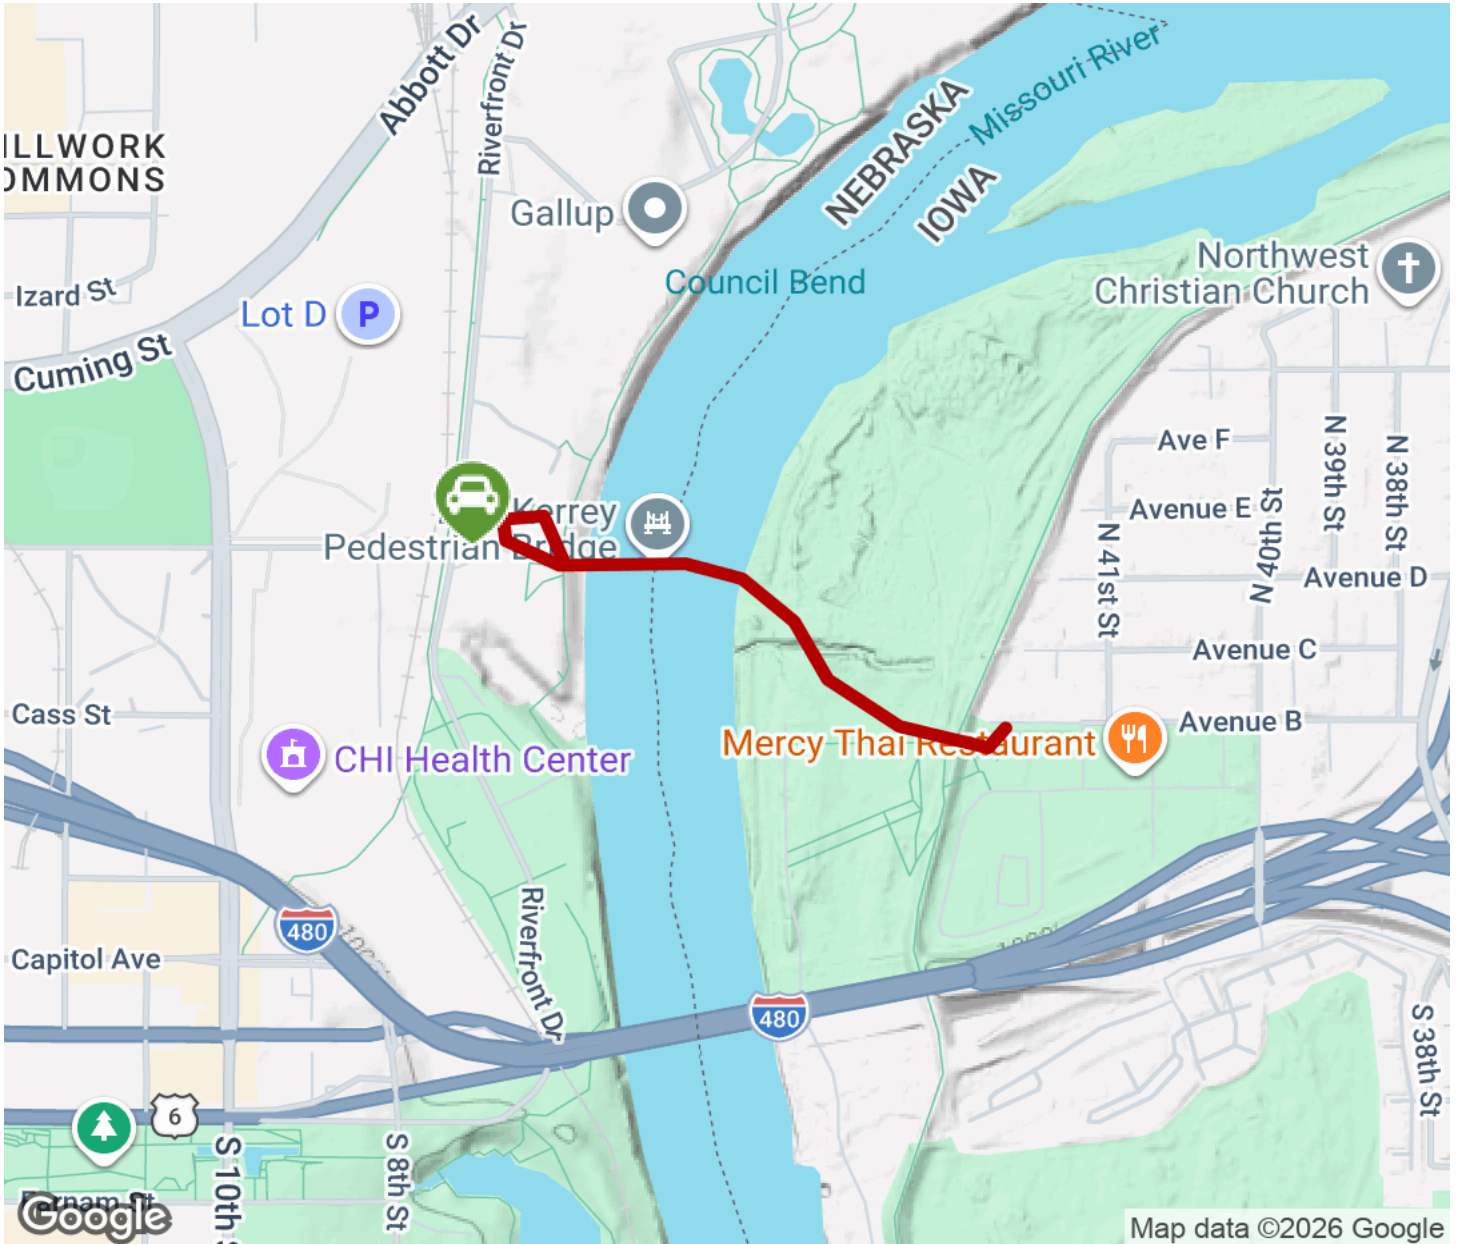 Abbott Dr
Riverfront Dr
Missouri River
NEBRASKA
IOWA
ILLWORK
OMMONS
Gallup
Northwest
Christian Church
Council Bend
Izard St
Lot D
P
Cuming St
N 39th St
N 38th St
Ave F
Avenue E
N 40th St
N 41st St
Kerrey
Pedestrian Bridge
Avenue D
Avenue C
Cass St
Avenue B
Mercy Thai Restaurant
CHI Health Center
Riverfront Dr
480
Capitol Ave
480
S 38th St
6
S 10th
S 8th St
Farnam St
Google
Map data ©2026 Google